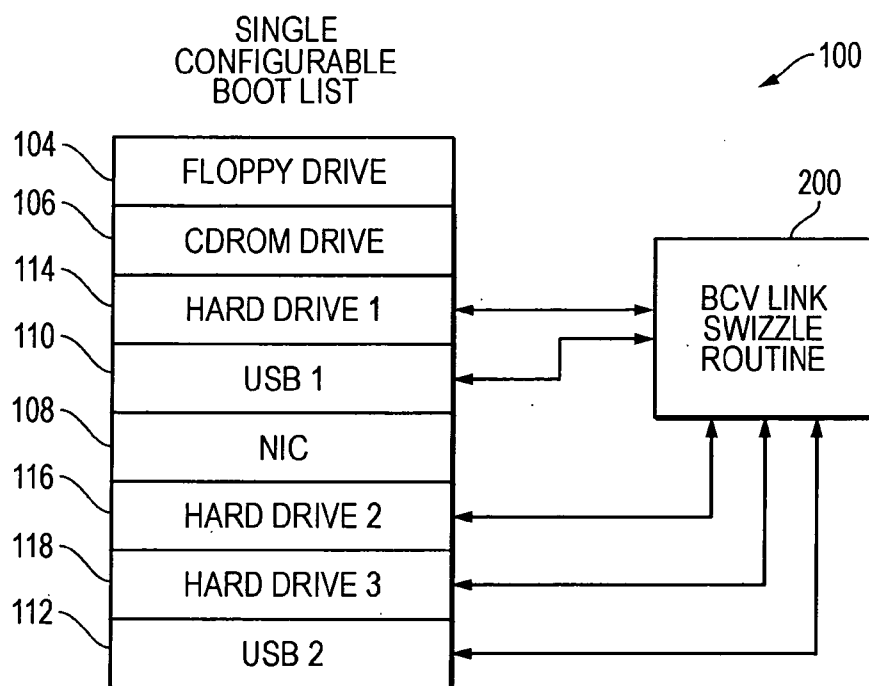 SINGLE
CONFIGURABLE
BOOT LIST
100
104
FLOPPY DRIVE
106
CDROM DRIVE
114
HARD DRIVE 1
110
USB 1
108
NIC
116
HARD DRIVE 2
118
HARD DRIVE 3
112
USB 2
200
BCV LINK
SWIZZLE
ROUTINE